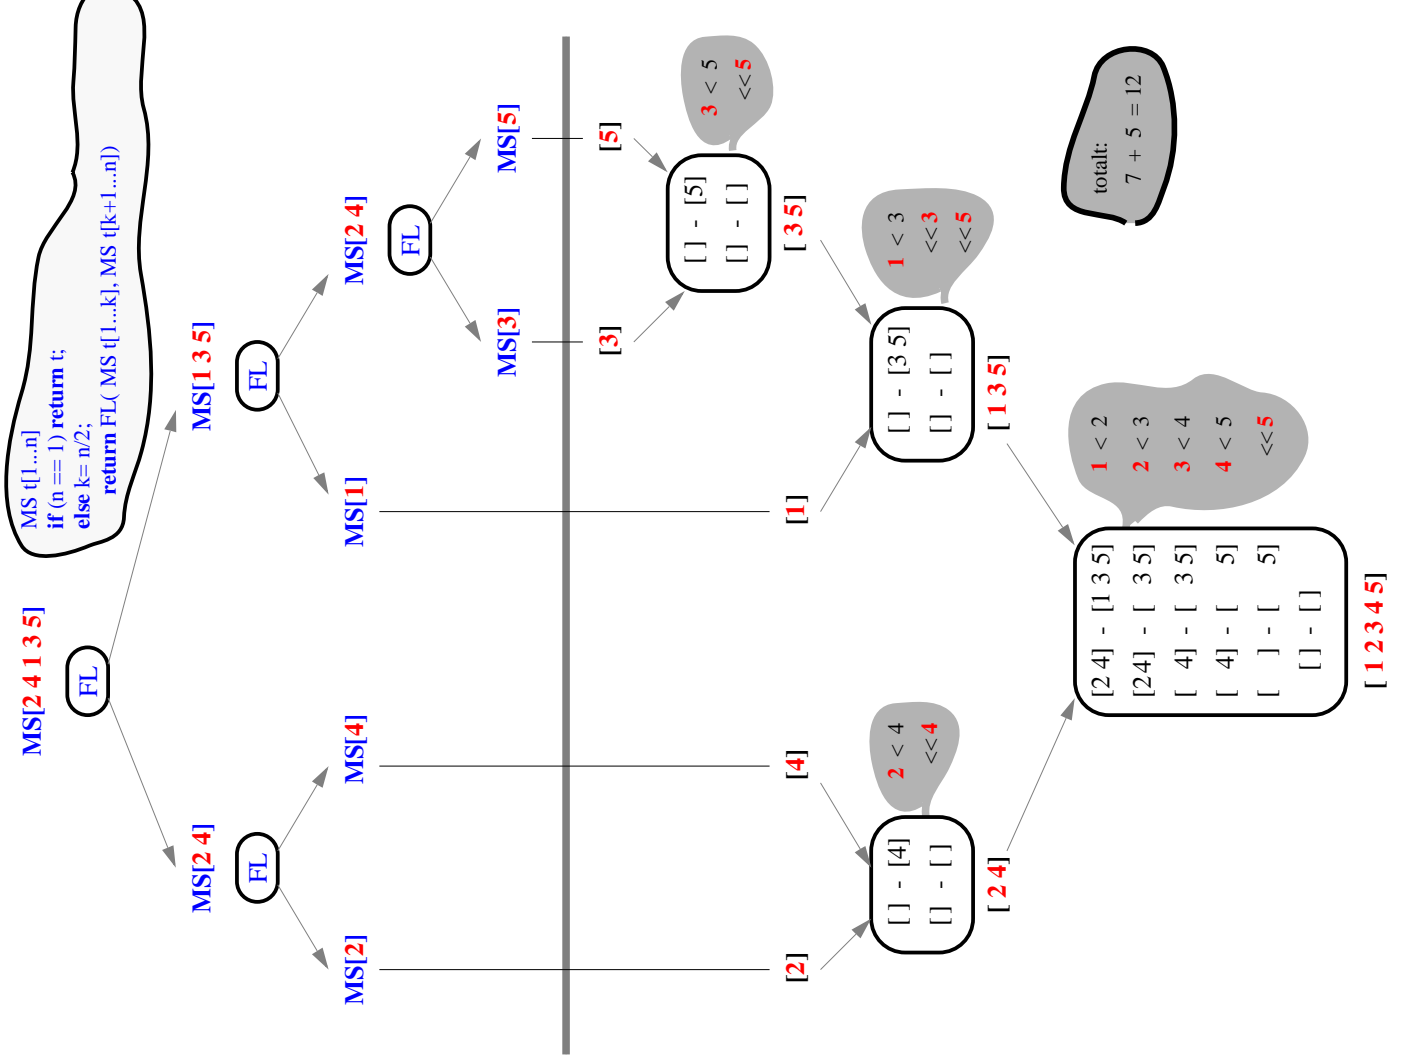 MS t[1...n]
if (n == 1) return t;
else k= n/2;
return FL( MS t[1...k], MS t[k+1...n])
MS[2 4 1 3 5]
FL
MS[2 4]
MS[1 3 5]
FL
FL
MS[2]
MS[4]
MS[1]
MS[2 4]
FL
MS[3]
MS[5]
[3]
[5]
[ ] - [5]
[ ] - [ ]
3 < 5
<< 5
[2]
[4]
[1]
[ 3 5]
[ ] - [4]
[ ] - [ ]
2 < 4
<< 4
[ ] - [3 5]
[ ] - [ ]
1 < 3
<< 3
<< 5
[ 2 4]
[ 1 3 5]
[2 4] - [1 3 5]
[2 4] - [ 3 5]
[ 4] - [ 3 5]
[ 4] - [ 5]
[ ] - [ 5]
[ ] - [ ]
1 < 2
2 < 3
3 < 4
4 < 5
<< 5
totalt:
7 + 5 = 12
[ 1 2 3 4 5]